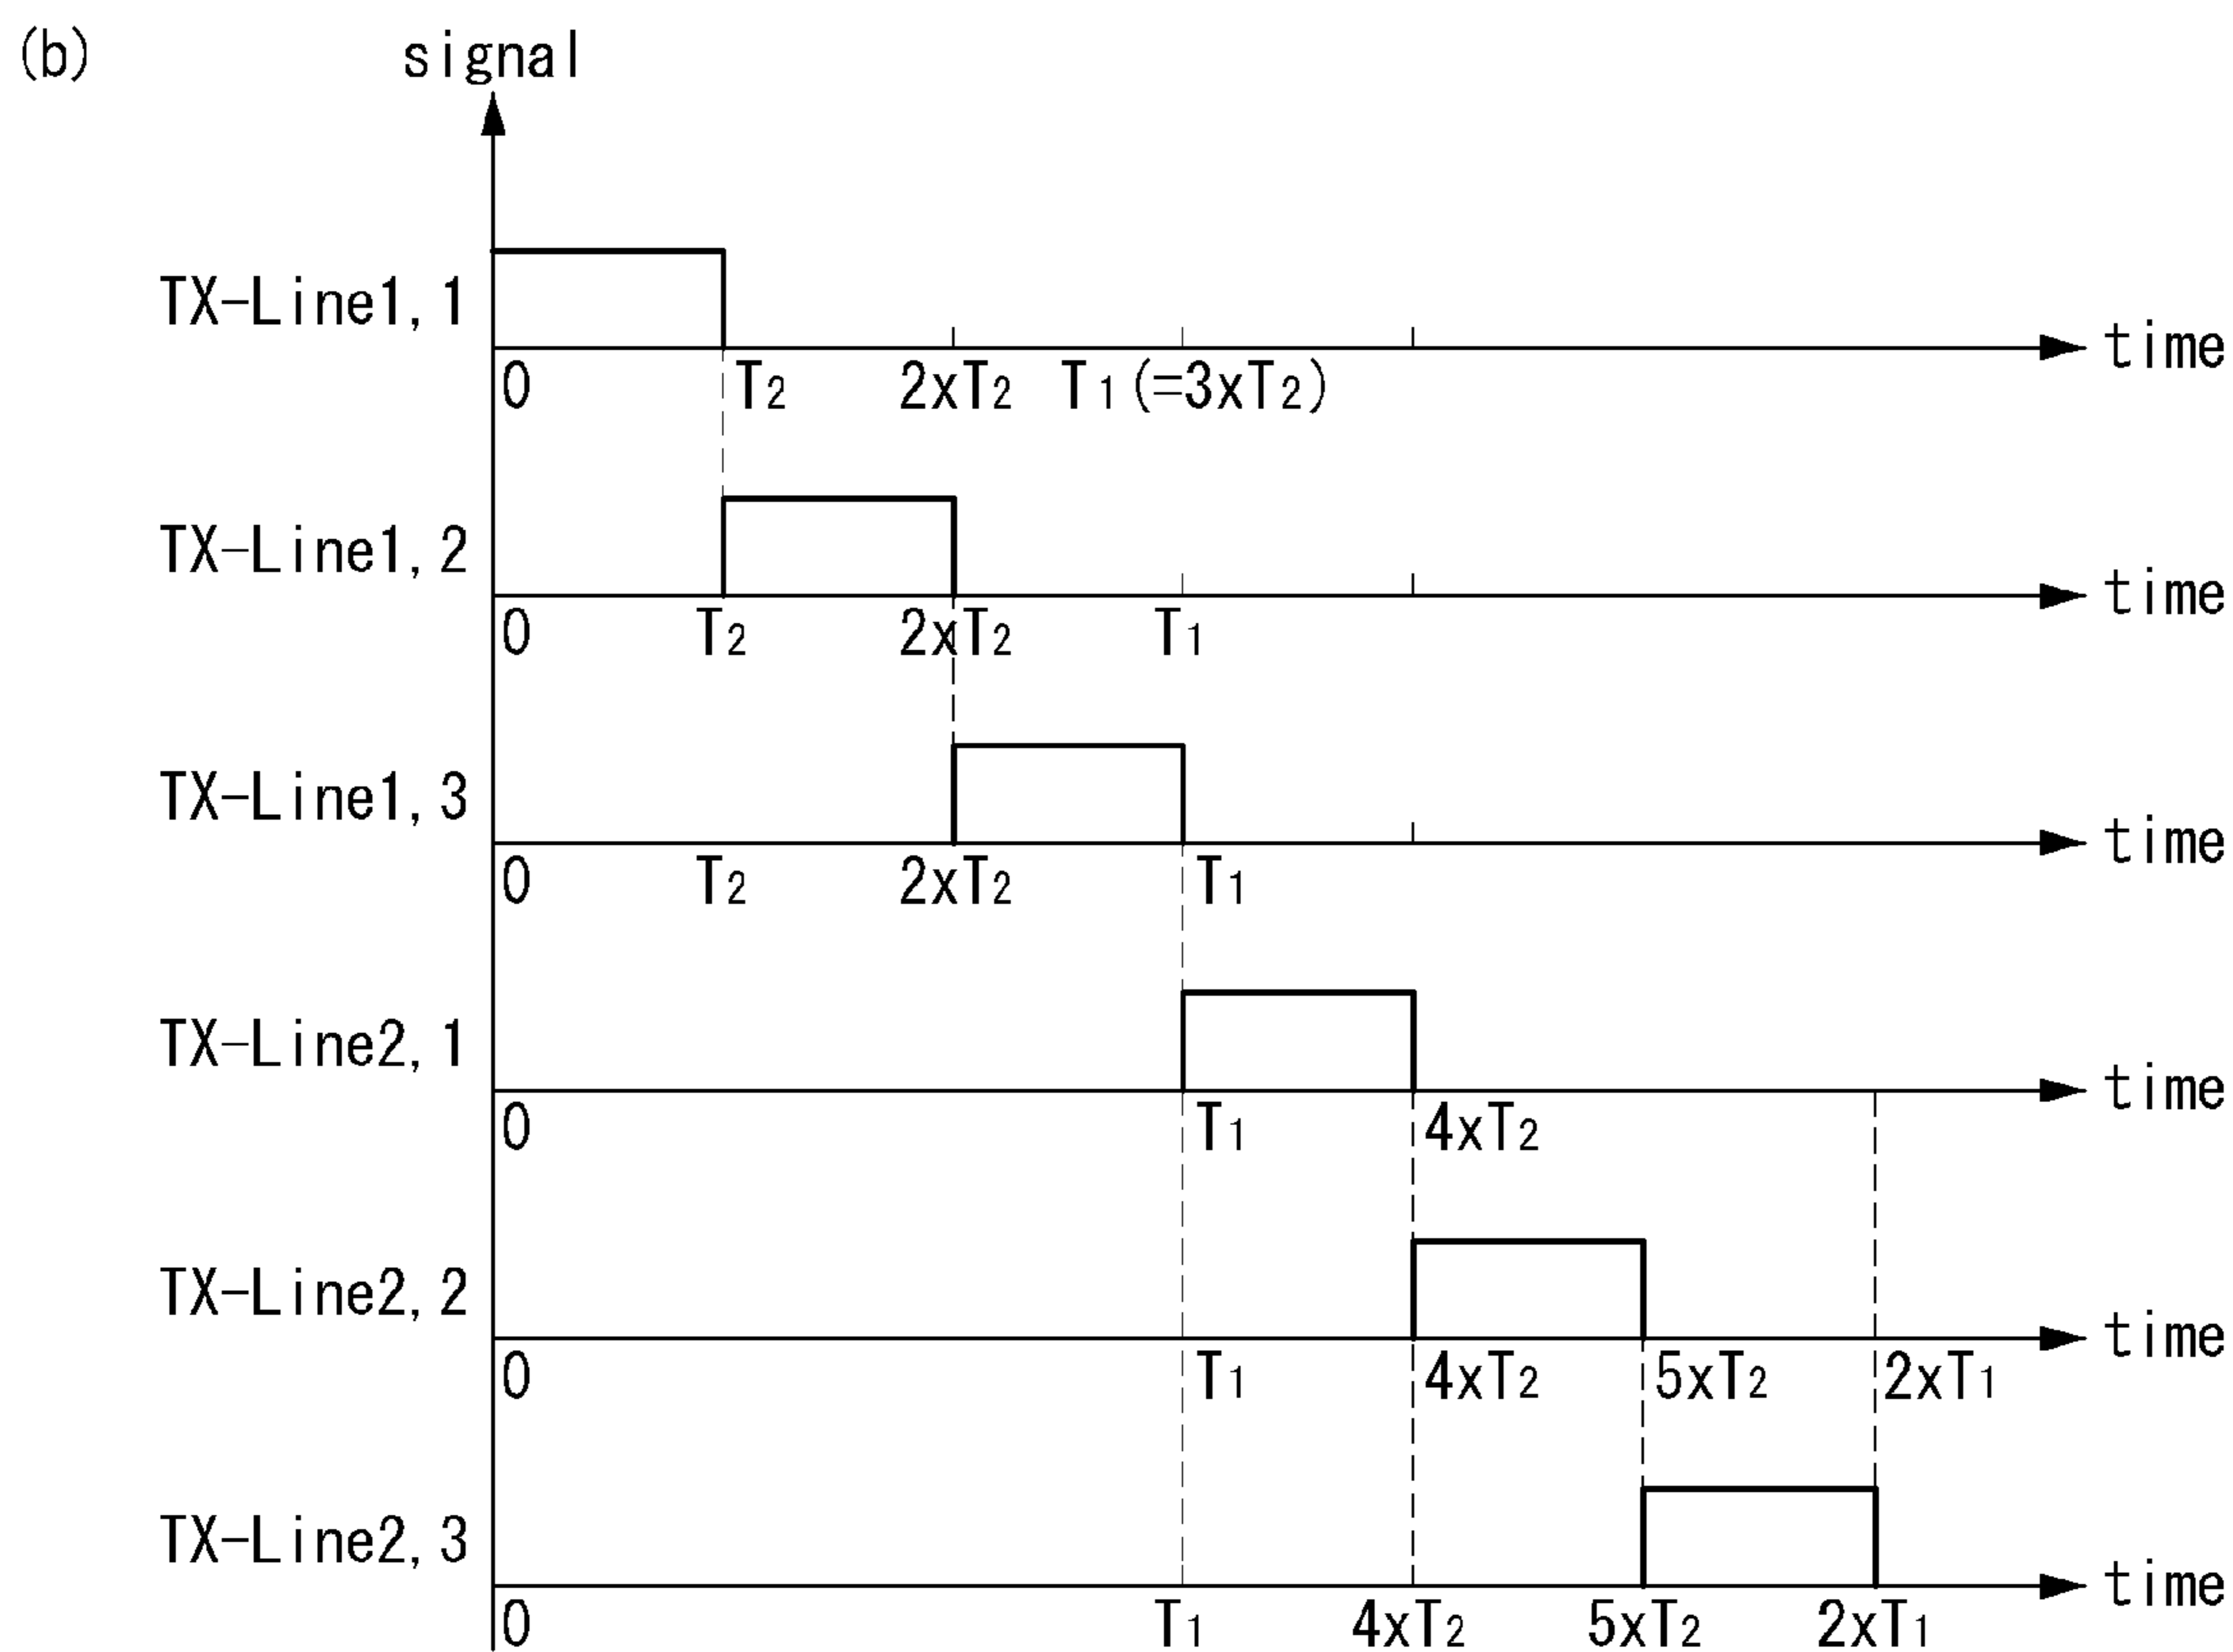 (b)
signal
TX-Line1,1
time
0 T2 2xT2 T1(=3xT2)
TX-Line1,2
time
0 T2 2xT2 T1
TX-Line1,3
time
0 T2 2xT2 T1
TX-Line2,1
time
0 T1 4xT2
TX-Line2,2
time
0 T1 4xT2 5xT2 2xT1
TX-Line2,3
time
0 T1 4xT2 5xT2 2xT1